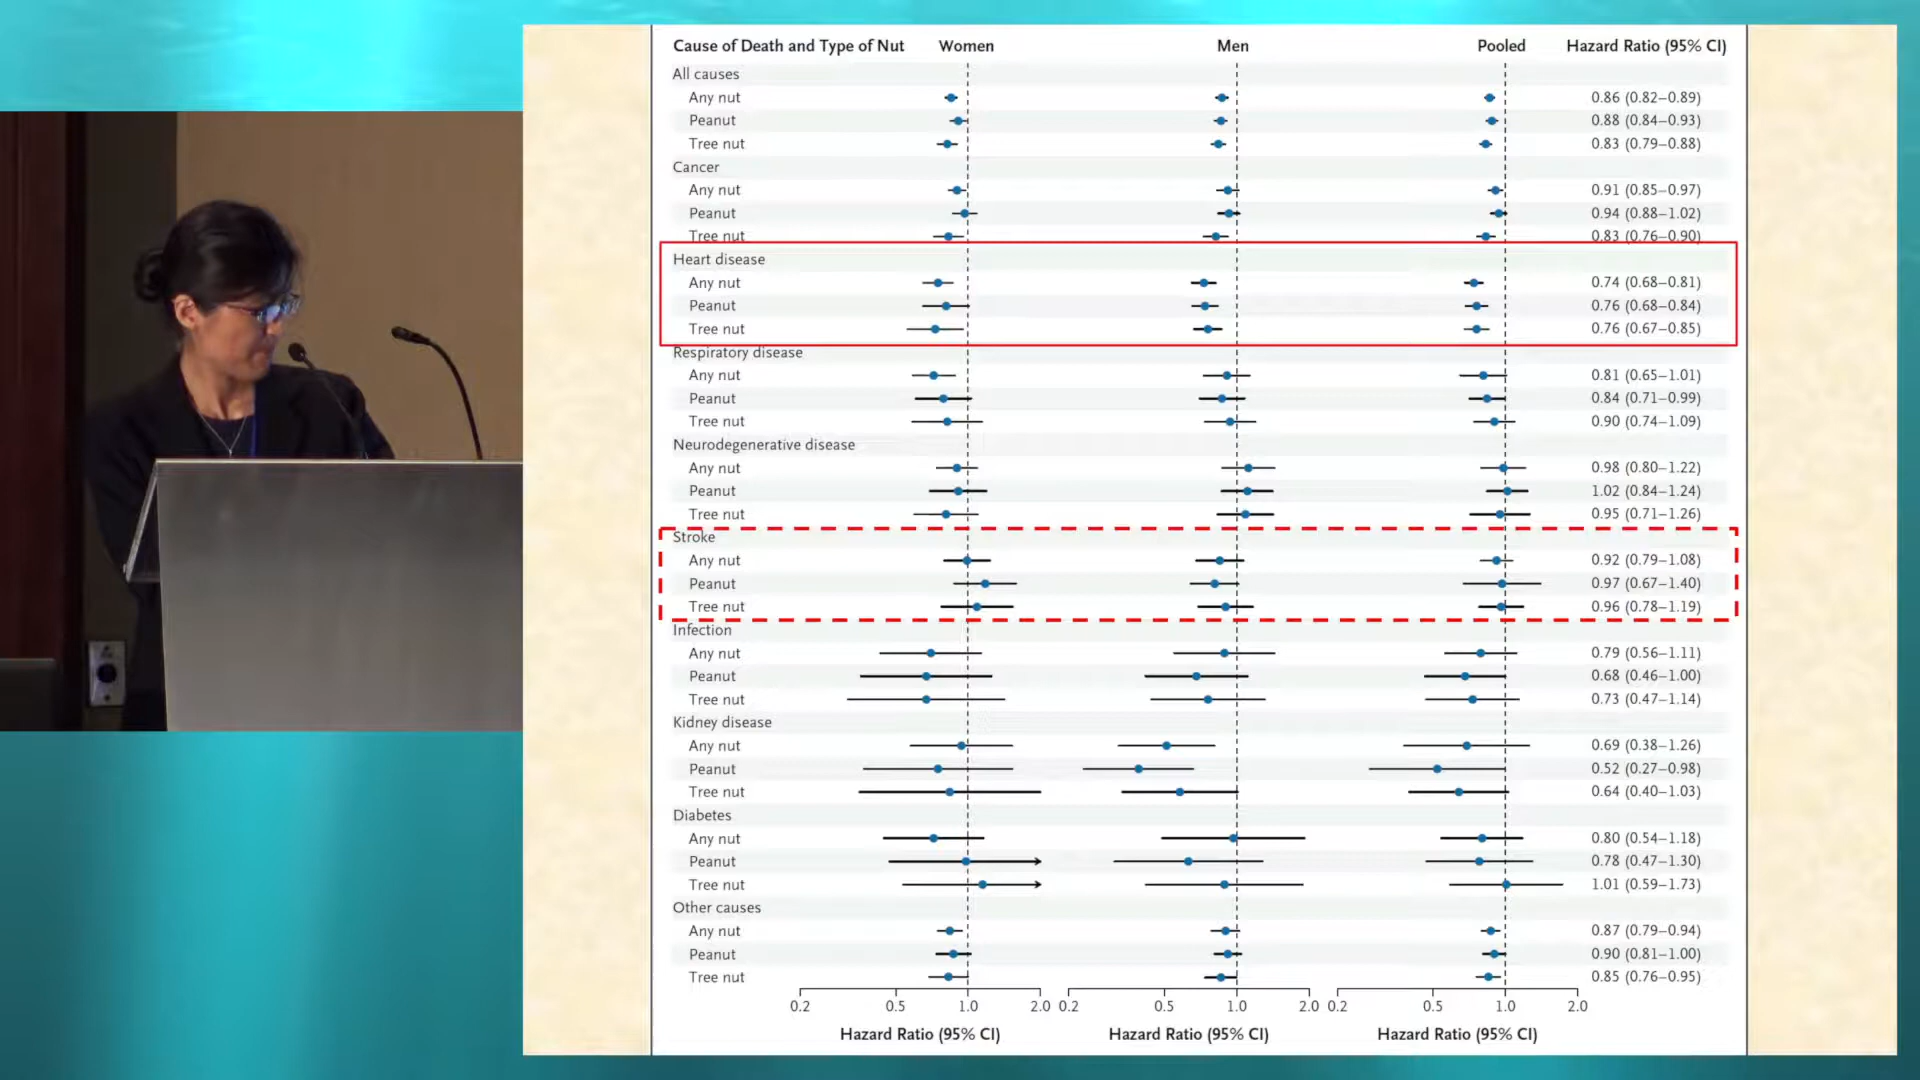 Cause of Death and Type of Nut Women Men Pooled Hazard Ratio (95% CI)
All causes
Any nut 0.86 (0.82–0.89)
Peanut 0.88 (0.84–0.93)
Tree nut 0.83 (0.79–0.88)
Cancer
Any nut 0.91 (0.85–0.97)
Peanut 0.94 (0.88–1.02)
Tree nut 0.83 (0.76–0.90)
Heart disease
Any nut 0.74 (0.68–0.81)
Peanut 0.76 (0.68–0.84)
Tree nut 0.76 (0.67–0.85)
Respiratory disease
Any nut 0.81 (0.65–1.01)
Peanut 0.84 (0.71–0.99)
Tree nut 0.90 (0.74–1.09)
Neurodegenerative disease
Any nut 0.98 (0.80–1.22)
Peanut 1.02 (0.84–1.24)
Tree nut 0.95 (0.71–1.26)
Stroke
Any nut 0.92 (0.79–1.08)
Peanut 0.97 (0.67–1.40)
Tree nut 0.96 (0.78–1.19)
Infection
Any nut 0.79 (0.56–1.11)
Peanut 0.68 (0.46–1.00)
Tree nut 0.73 (0.47–1.14)
Kidney disease
Any nut 0.69 (0.38–1.26)
Peanut 0.52 (0.27–0.98)
Tree nut 0.64 (0.40–1.03)
Diabetes
Any nut 0.80 (0.54–1.18)
Peanut 0.78 (0.47–1.30)
Tree nut 1.01 (0.59–1.73)
Other causes
Any nut 0.87 (0.79–0.94)
Peanut 0.90 (0.81–1.00)
Tree nut 0.85 (0.76–0.95)
0.2 0.5 1.0 2.0 0.2 0.5 1.0 2.0 0.2 0.5 1.0 2.0
Hazard Ratio (95% CI) Hazard Ratio (95% CI) Hazard Ratio (95% CI)